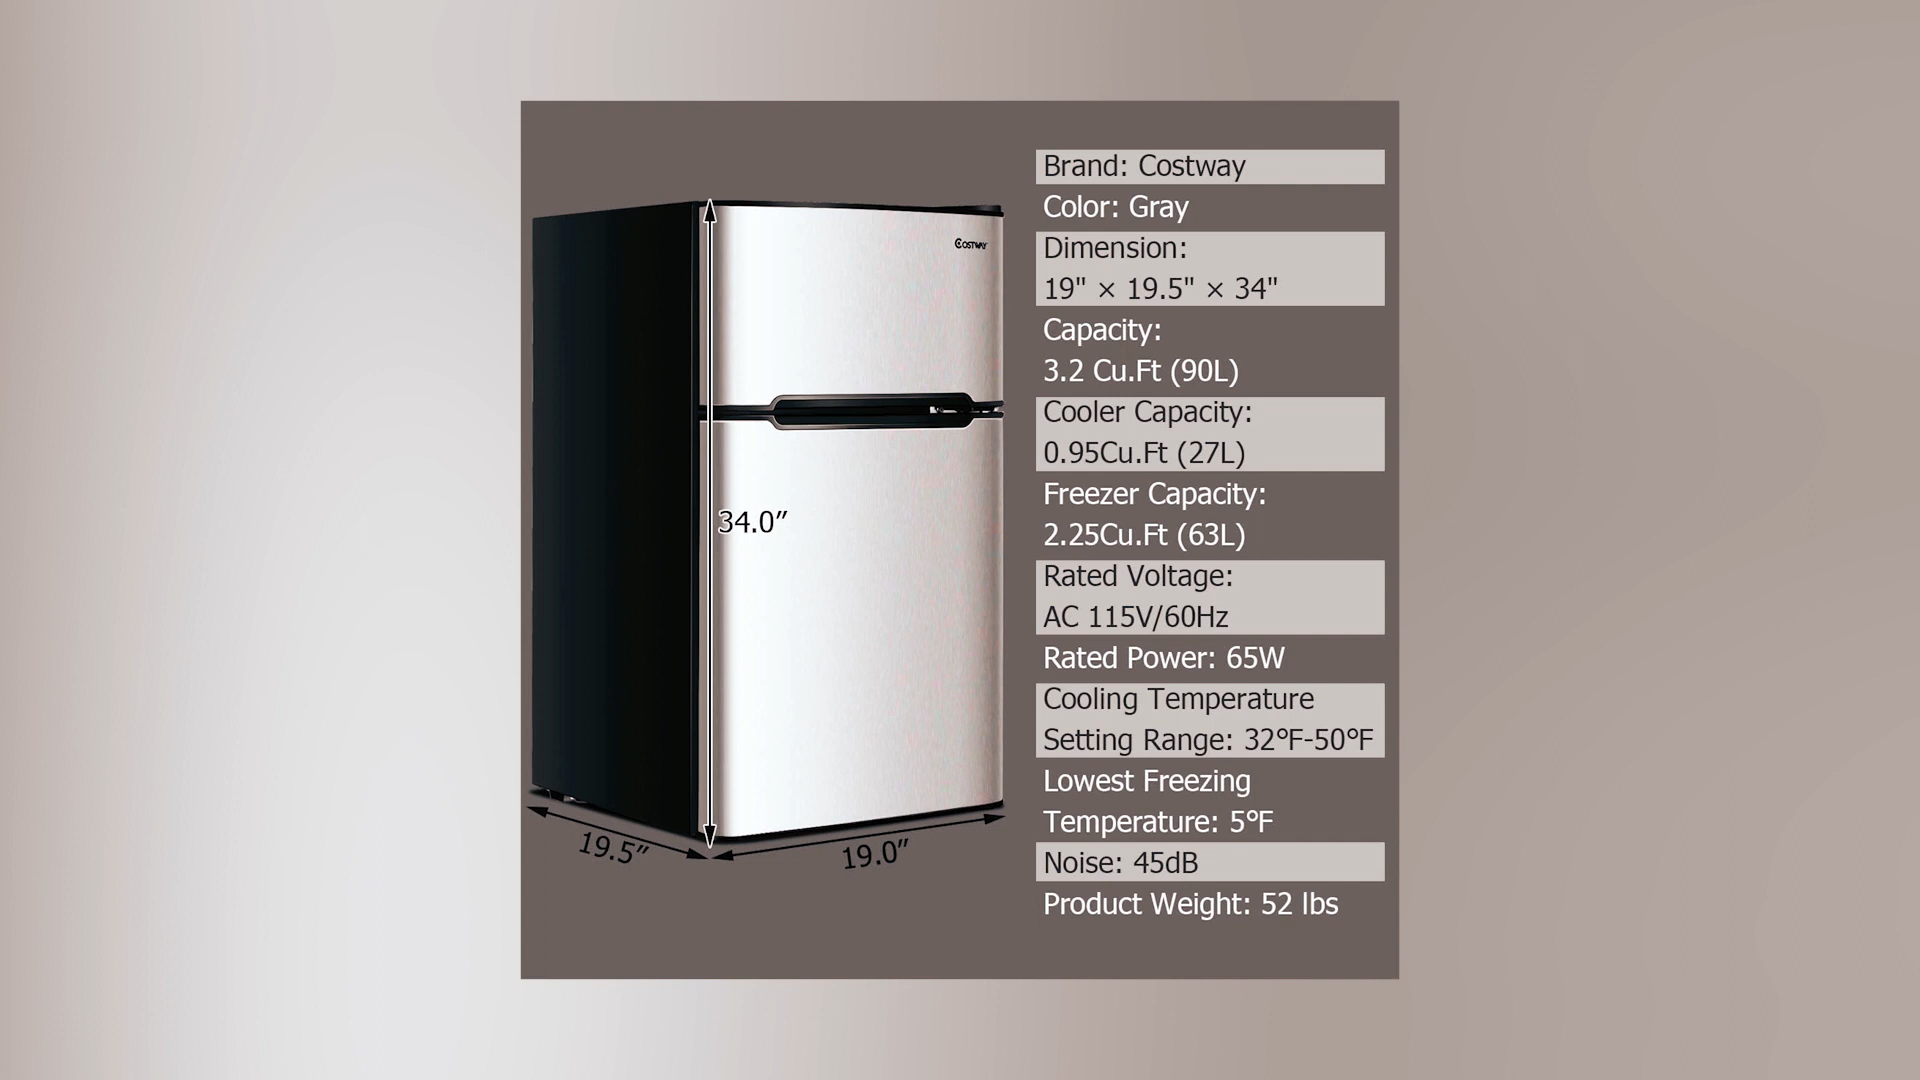 COSTWAY
34.0″
19.5″
19.0″
Brand: Costway
Color: Gray
Dimension:
19" × 19.5" × 34"
Capacity:
3.2 Cu.Ft (90L)
Cooler Capacity:
0.95Cu.Ft (27L)
Freezer Capacity:
2.25Cu.Ft (63L)
Rated Voltage:
AC 115V/60Hz
Rated Power: 65W
Cooling Temperature
Setting Range: 32°F-50°F
Lowest Freezing
Temperature: 5°F
Noise: 45dB
Product Weight: 52 lbs